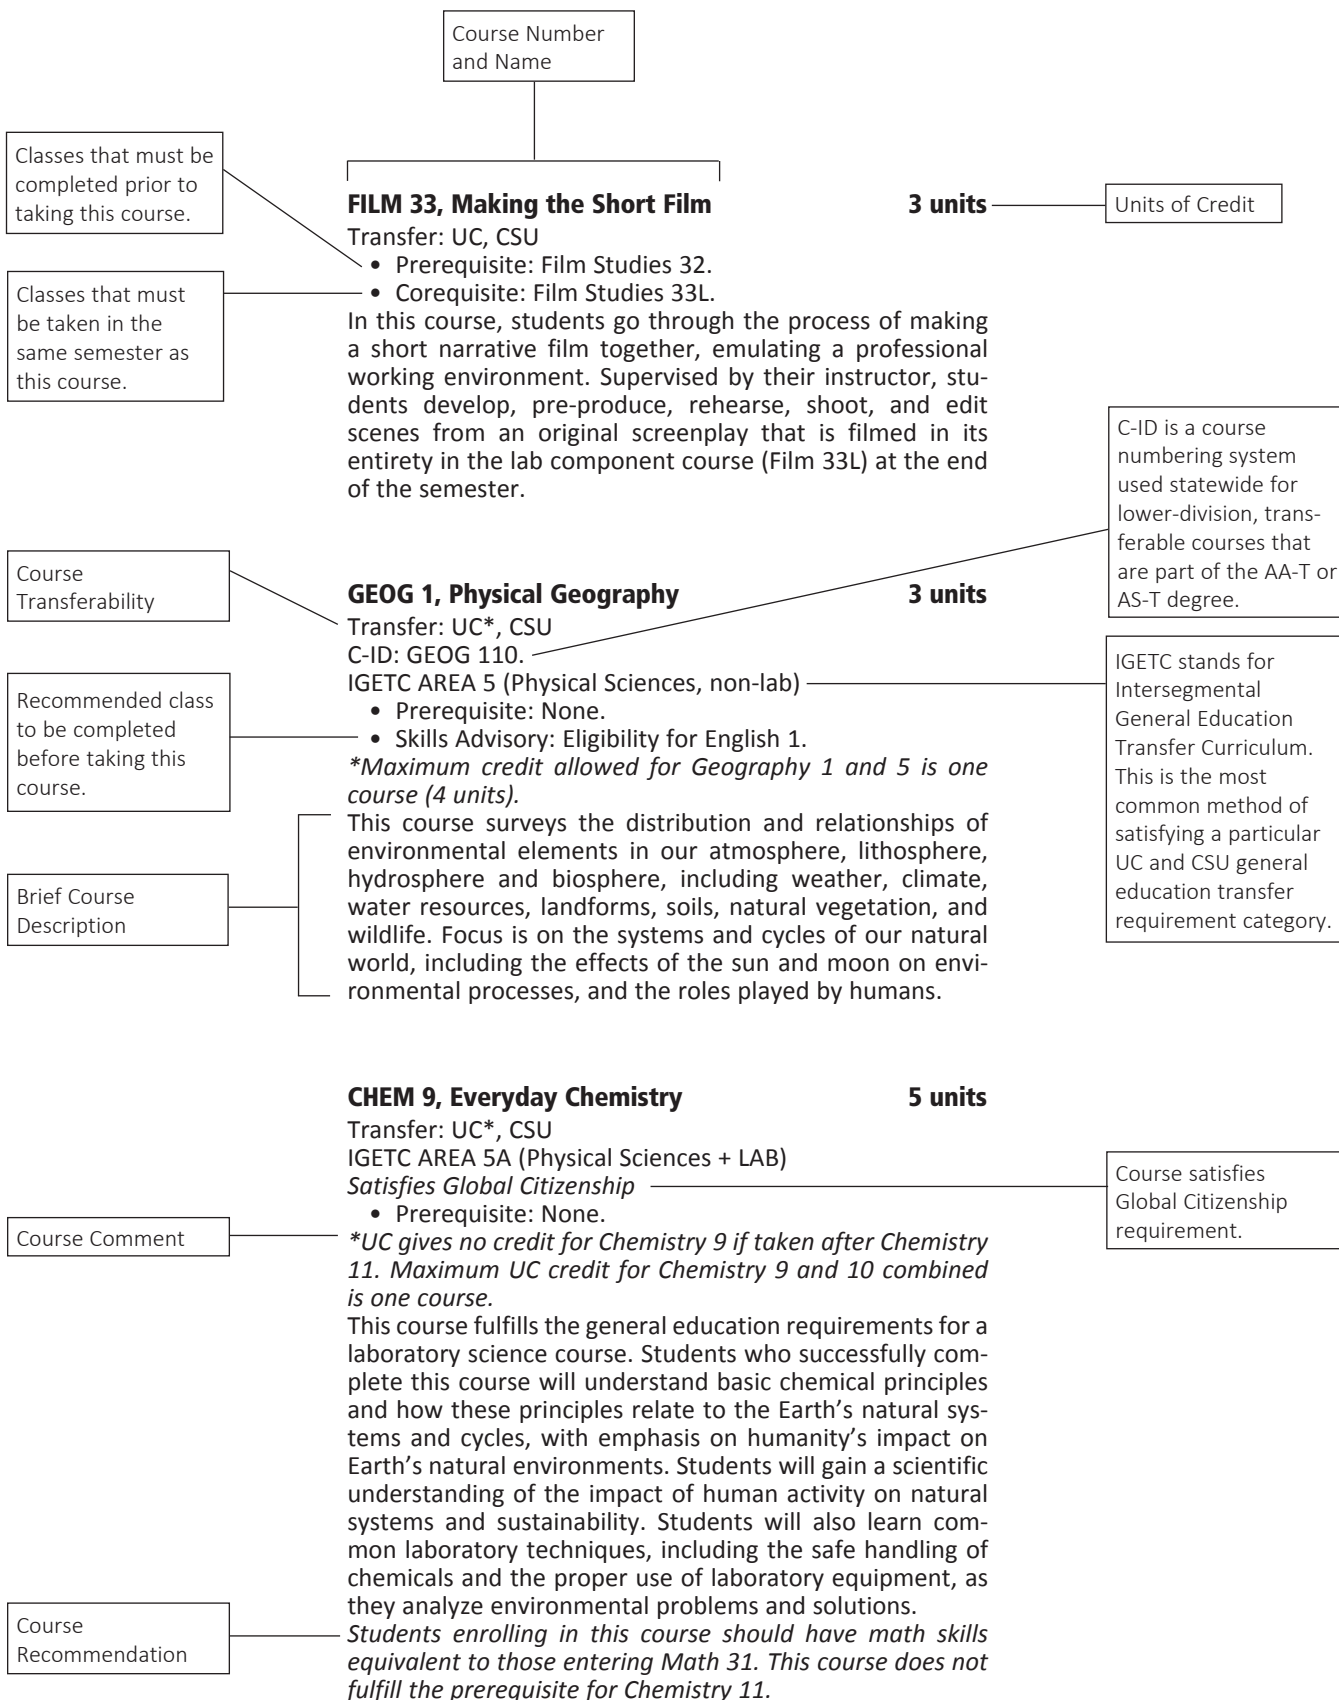 Course Number
and Name
Classes that must be
completed prior to
taking this course.
FILM 33, Making the Short Film 3 units
Units of Credit
Transfer: UC, CSU
• Prerequisite: Film Studies 32.
• Corequisite: Film Studies 33L.
Classes that must
be taken in the
same semester as
this course.
In this course, students go through the process of making
a short narrative film together, emulating a professional
working environment. Supervised by their instructor, stu-
dents develop, pre-produce, rehearse, shoot, and edit
scenes from an original screenplay that is filmed in its
entirety in the lab component course (Film 33L) at the end
of the semester.
C-ID is a course
numbering system
used statewide for
lower-division, trans-
ferable courses that
are part of the AA-T or
AS-T degree.
Course
Transferability
GEOG 1, Physical Geography 3 units
Transfer: UC*, CSU
C-ID: GEOG 110.
IGETC AREA 5 (Physical Sciences, non-lab)
• Prerequisite: None.
• Skills Advisory: Eligibility for English 1.
*Maximum credit allowed for Geography 1 and 5 is one
course (4 units).
IGETC stands for
Intersegmental
General Education
Transfer Curriculum.
This is the most
common method of
satisfying a particular
UC and CSU general
education transfer
requirement category.
Recommended class
to be completed
before taking this
course.
This course surveys the distribution and relationships of
environmental elements in our atmosphere, lithosphere,
hydrosphere and biosphere, including weather, climate,
water resources, landforms, soils, natural vegetation, and
wildlife. Focus is on the systems and cycles of our natural
world, including the effects of the sun and moon on envi-
ronmental processes, and the roles played by humans.
Brief Course
Description
CHEM 9, Everyday Chemistry 5 units
Transfer: UC*, CSU
IGETC AREA 5A (Physical Sciences + LAB)
Satisfies Global Citizenship
• Prerequisite: None.
Course satisfies
Global Citizenship
requirement.
Course Comment
*UC gives no credit for Chemistry 9 if taken after Chemistry
11. Maximum UC credit for Chemistry 9 and 10 combined
is one course.
This course fulfills the general education requirements for a
laboratory science course. Students who successfully com-
plete this course will understand basic chemical principles
and how these principles relate to the Earth's natural sys-
tems and cycles, with emphasis on humanity's impact on
Earth's natural environments. Students will gain a scientific
understanding of the impact of human activity on natural
systems and sustainability. Students will also learn com-
mon laboratory techniques, including the safe handling of
chemicals and the proper use of laboratory equipment, as
they analyze environmental problems and solutions.
Course
Recommendation
Students enrolling in this course should have math skills
equivalent to those entering Math 31. This course does not
fulfill the prerequisite for Chemistry 11.